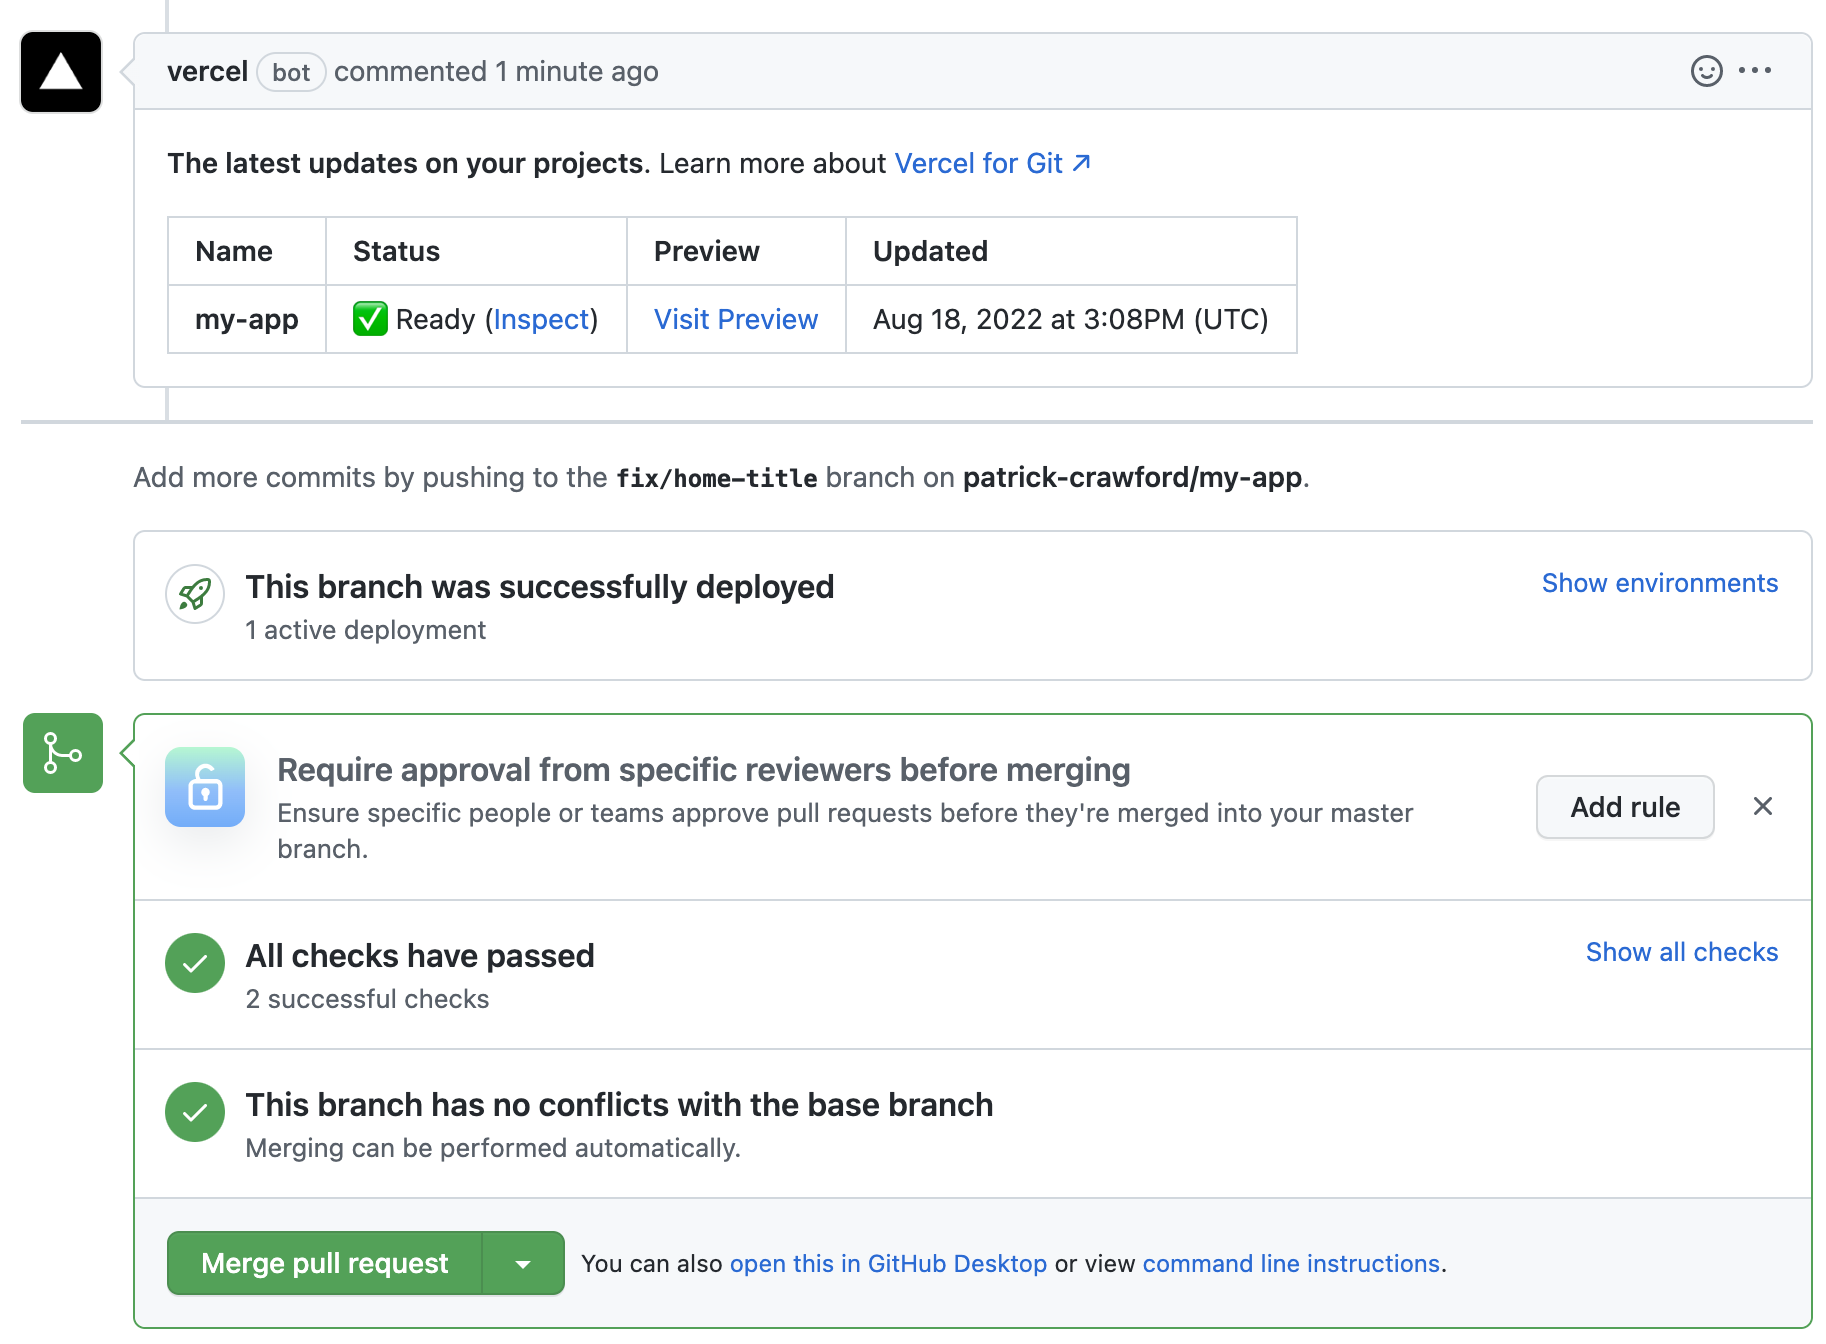 vercel bot commented 1 minute ago
The latest updates on your projects. Learn more about Vercel for Git ↗
Name Status Preview Updated
my-app ✅ Ready (Inspect) Visit Preview Aug 18, 2022 at 3:08PM (UTC)
Add more commits by pushing to the fix/home-title branch on patrick-crawford/my-app.
This branch was successfully deployed
Show environments
1 active deployment
Require approval from specific reviewers before merging
Ensure specific people or teams approve pull requests before they're merged into your master
branch.
Add rule
All checks have passed
Show all checks
2 successful checks
This branch has no conflicts with the base branch
Merging can be performed automatically.
Merge pull request
You can also open this in GitHub Desktop or view command line instructions.